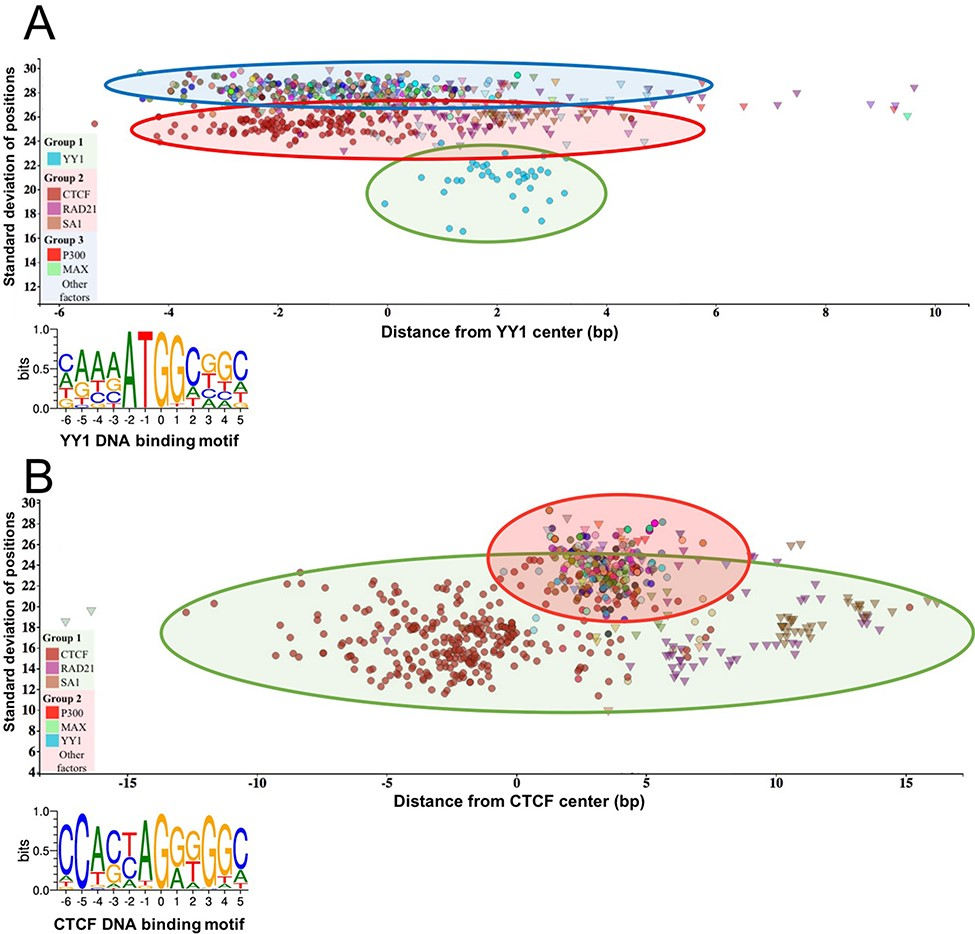 A
Standard deviation of positions
30
28
26
24
22
20
18
16
14
12
Group 1
YY1
Group 2
CTCF
RAD21
SA1
Group 3
P300
MAX
Other
factors
-6 -4 -2 0 2 4 6 8 10
Distance from YY1 center (bp)
bits
1.0
0.5
0.0
-6 -5 -4 -3 -2 -1 0 1 2 3 4 5
YY1 DNA binding motif
B
Standard deviation of positions
30
28
26
24
22
20
18
16
14
12
10
8
6
4
Group 1
CTCF
RAD21
SA1
Group 2
P300
MAX
YY1
Other
factors
-15 -10 -5 0 5 10 15
Distance from CTCF center (bp)
bits
1.0
0.5
0.0
-6 -5 -4 -3 -2 -1 0 1 2 3 4 5
CTCF DNA binding motif